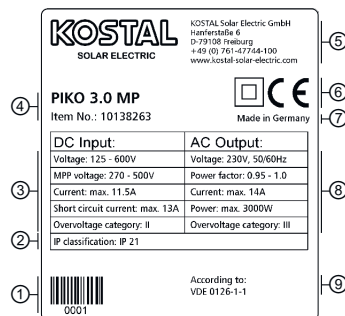 KOSTAL
SOLAR ELECTRIC
KOSTAL Solar Electric GmbH
Hanferstaße 6
D-79108 Freiburg
+49 (0) 761-47744-100
www.kostal-solar-electric.com
5
PIKO 3.0 MP
CE
6
4
Item No.: 10138263
Made in Germany
7
DC Input:
AC Output:
Voltage: 125 - 600V
Voltage: 230V, 50/60Hz
MPP voltage: 270 - 500V
Power factor: 0.95 - 1.0
3
Current: max. 11.5A
Current: max. 14A
8
Short circuit current: max. 13A
Power: max. 3000W
Overvoltage category: II
Overvoltage category: III
2
IP classification: IP 21
1
0001
According to:
VDE 0126-1-1
9